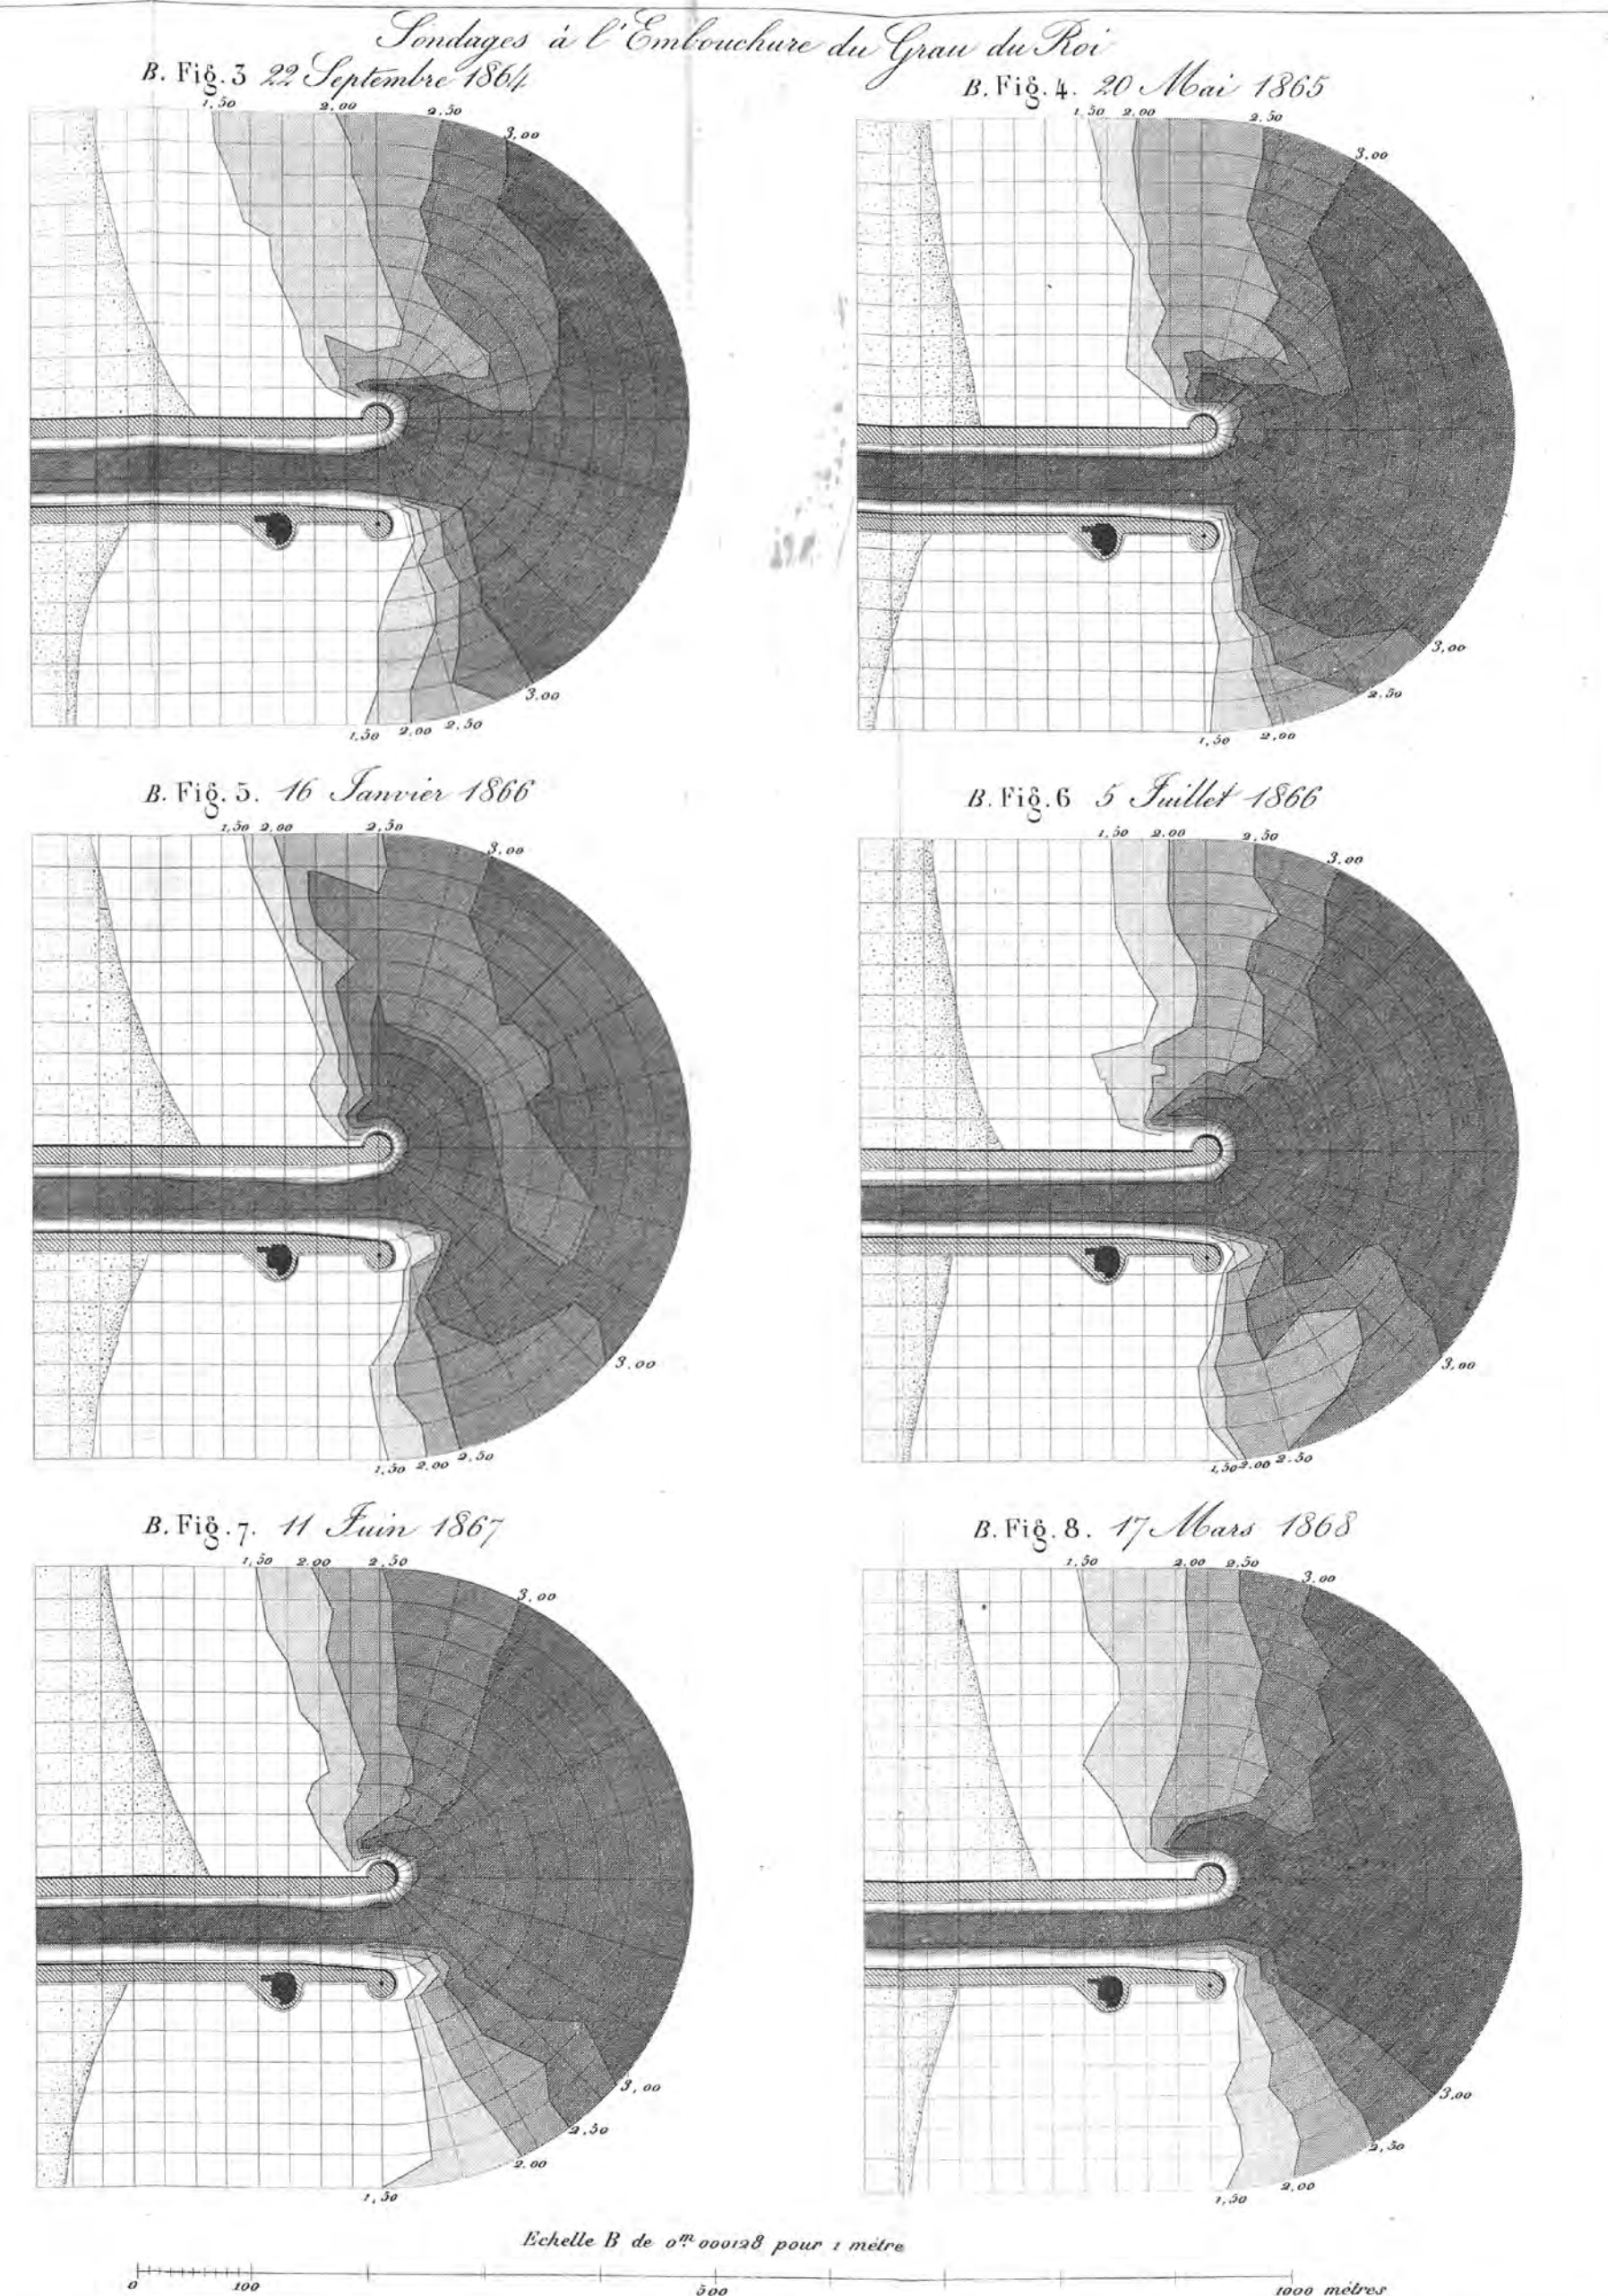 Sondages à l'Embouchure du Grau du Roi
B. Fig. 3 22 Septembre 1864
1,50 2,00 2,50
3,00
3,00
1,50 2,00 2,50
B. Fig. 4. 20 Mai 1865
1,50 2,00 2,50
3,00
3,00
2,50
1,50 2,00
B. Fig. 5. 16 Janvier 1866
1,50 2,00 2,50
3,00
3,00
1,50 2,00 2,50
B. Fig. 6 5 Juillet 1866
1,50 2,00 2,50
3,00
3,00
1,50 2,00 2,50
B. Fig. 7. 11 Juin 1867
1,50 2,00 2,50
3,00
3,00
2,50
2,00
1,50
B. Fig. 8. 17 Mars 1868
1,50 2,00 2,50
3,00
3,00
2,50
2,00
1,50
Echelle B de 0m.000128 pour 1 mètre
0 100 500 1000 mètres